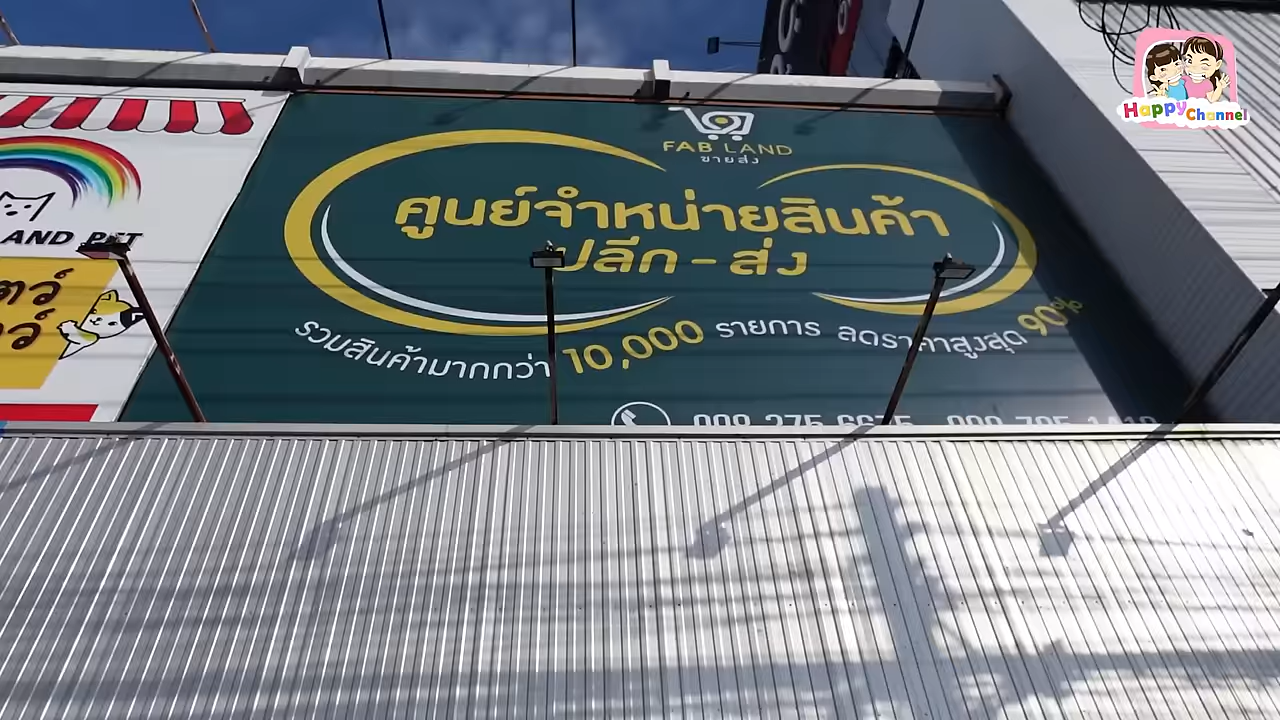 Happy Channel
FAB LAND
ขายส่ง
ศูนย์จำหน่ายสินค้า
ปลีก - ส่ง
รวมสินค้ามากกว่า 10,000 รายการ ลดราคาสูงสุด 90%
AND PET